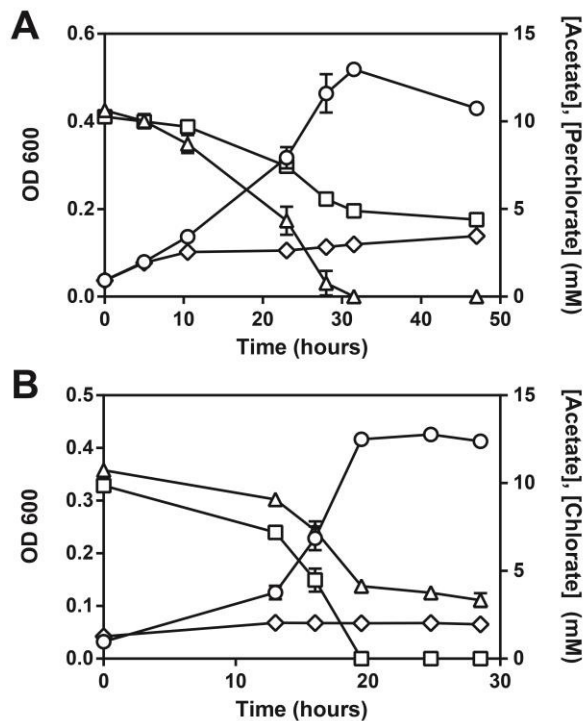 A
0.6
0.4
0.2
0.0
OD 600
15
10
5
0
[Acetate], [Perchlorate] (mM)
0 10 20 30 40 50
Time (hours)
B
0.5
0.4
0.3
0.2
0.1
0.0
OD 600
15
10
5
0
[Acetate], [Chlorate] (mM)
0 10 20 30
Time (hours)